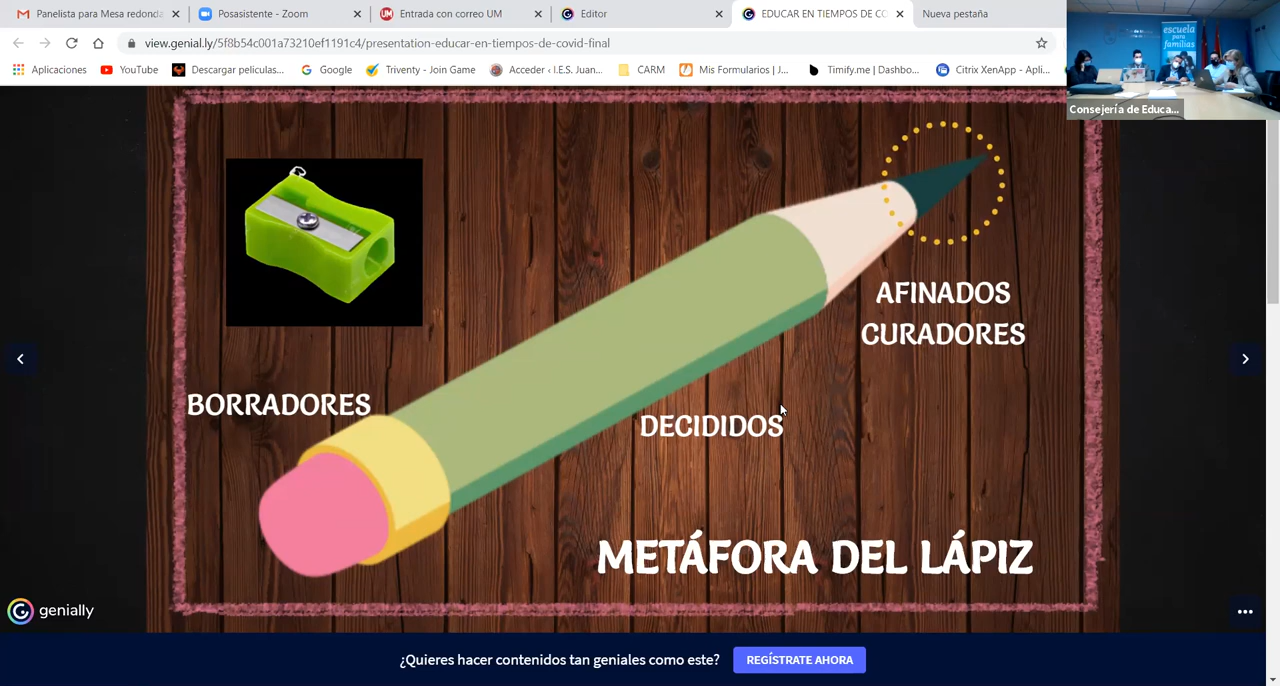 Panelista para Mesa redonda
Posasistente - Zoom
Entrada con correo UM
Editor
EDUCAR EN TIEMPOS DE CO
Nueva pestaña
view.genial.ly/5f8b54c001a73210ef1191c4/presentation-educar-en-tiempos-de-covid-final
Aplicaciones
YouTube
Descargar peliculas...
Google
Triventy - Join Game
Acceder ‹ I.E.S. Juan...
CARM
Mis Formularios | J...
Timify.me | Dashbo...
Citrix XenApp - Apli...
escuela
para
familias
Consejería de Educa...
AFINADOS
CURADORES
BORRADORES
DECIDIDOS
METÁFORA DEL LÁPIZ
genially
¿Quieres hacer contenidos tan geniales como este?
REGÍSTRATE AHORA